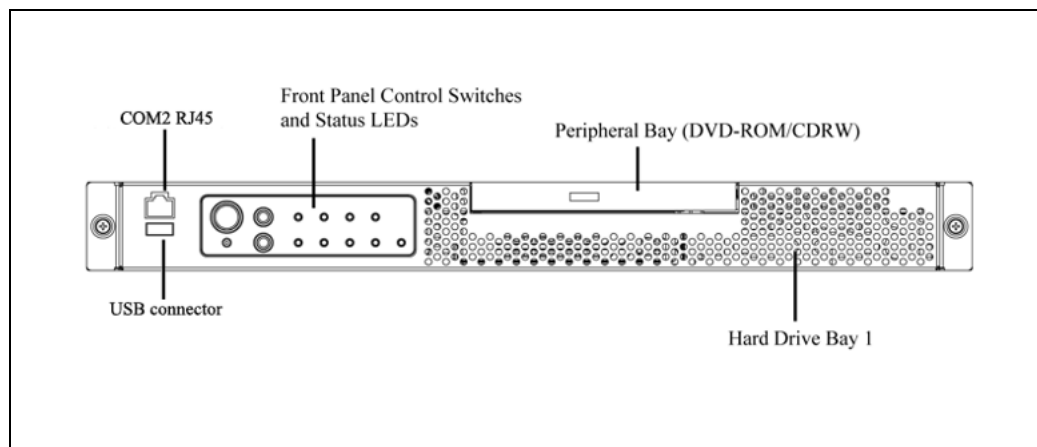 Front Panel Control Switches
and Status LEDs
COM2 RJ45
Peripheral Bay (DVD-ROM/CDRW)
USB connector
Hard Drive Bay 1